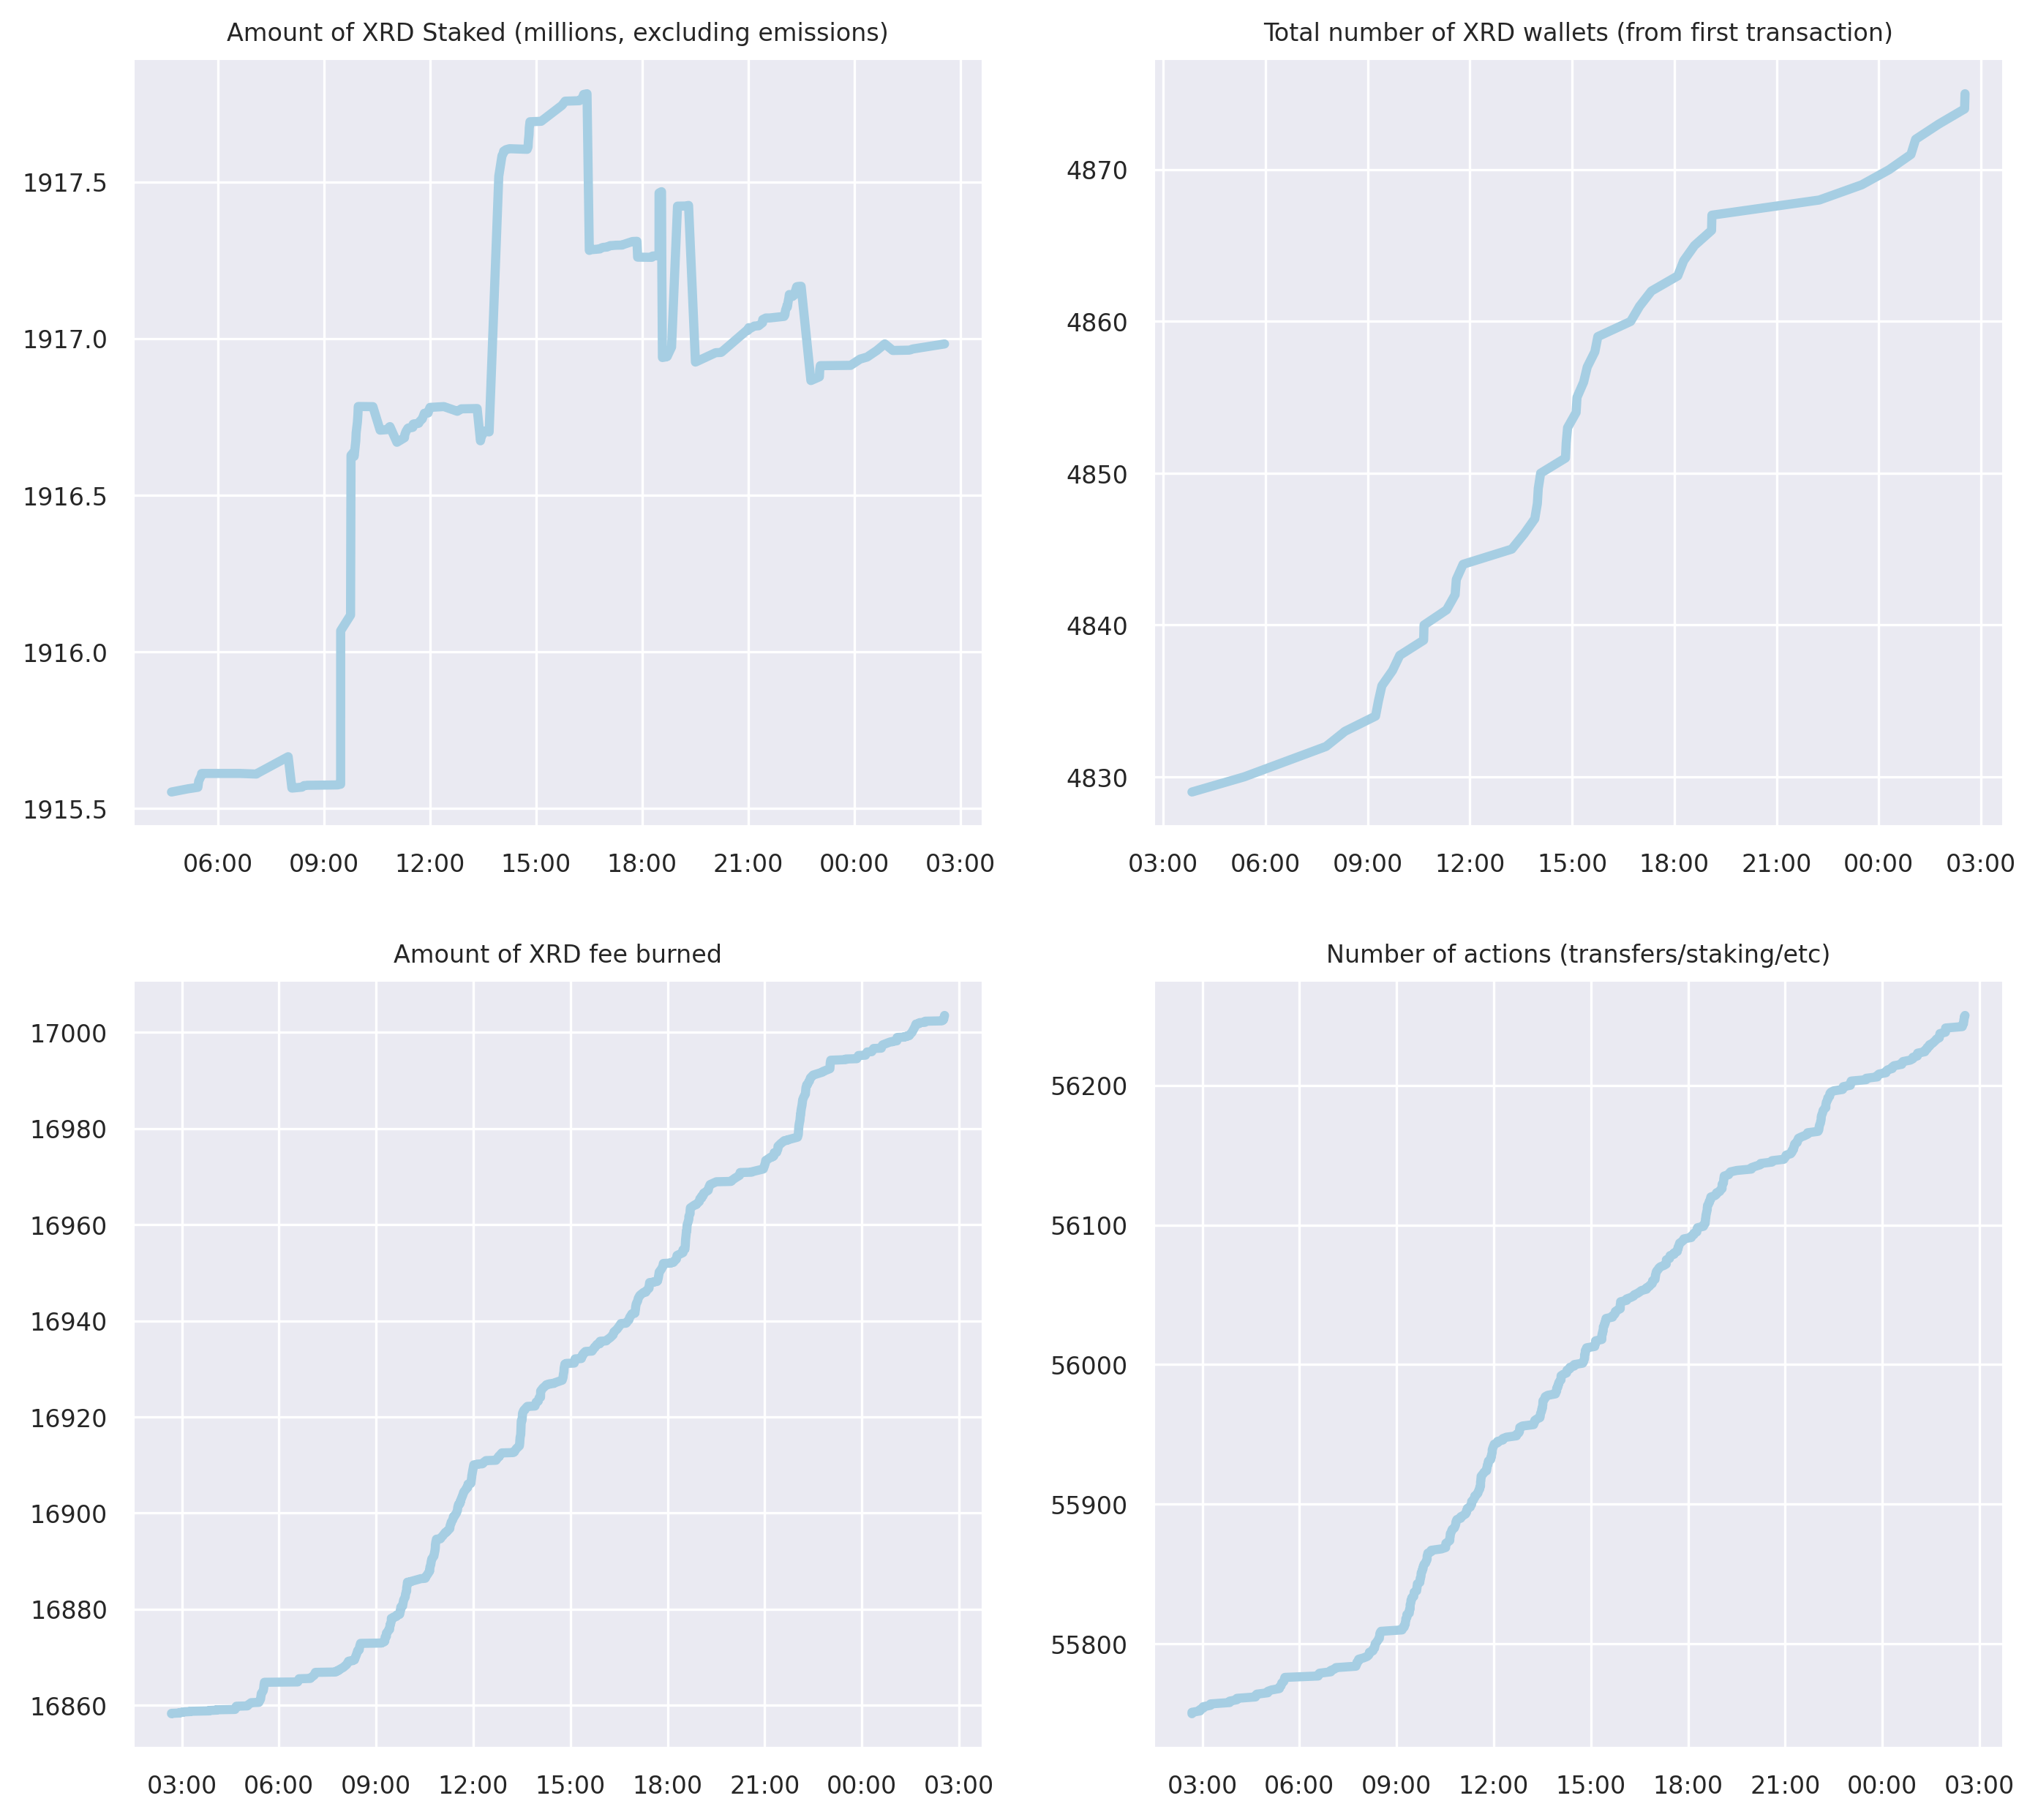 Amount of XRD Staked (millions, excluding emissions)
1917.5
1917.0
1916.5
1916.0
1915.5
06:00 09:00 12:00 15:00 18:00 21:00 00:00 03:00
Total number of XRD wallets (from first transaction)
4870
4860
4850
4840
4830
03:00 06:00 09:00 12:00 15:00 18:00 21:00 00:00 03:00
Amount of XRD fee burned
17000
16980
16960
16940
16920
16900
16880
16860
03:00 06:00 09:00 12:00 15:00 18:00 21:00 00:00 03:00
Number of actions (transfers/staking/etc)
56200
56100
56000
55900
55800
03:00 06:00 09:00 12:00 15:00 18:00 21:00 00:00 03:00